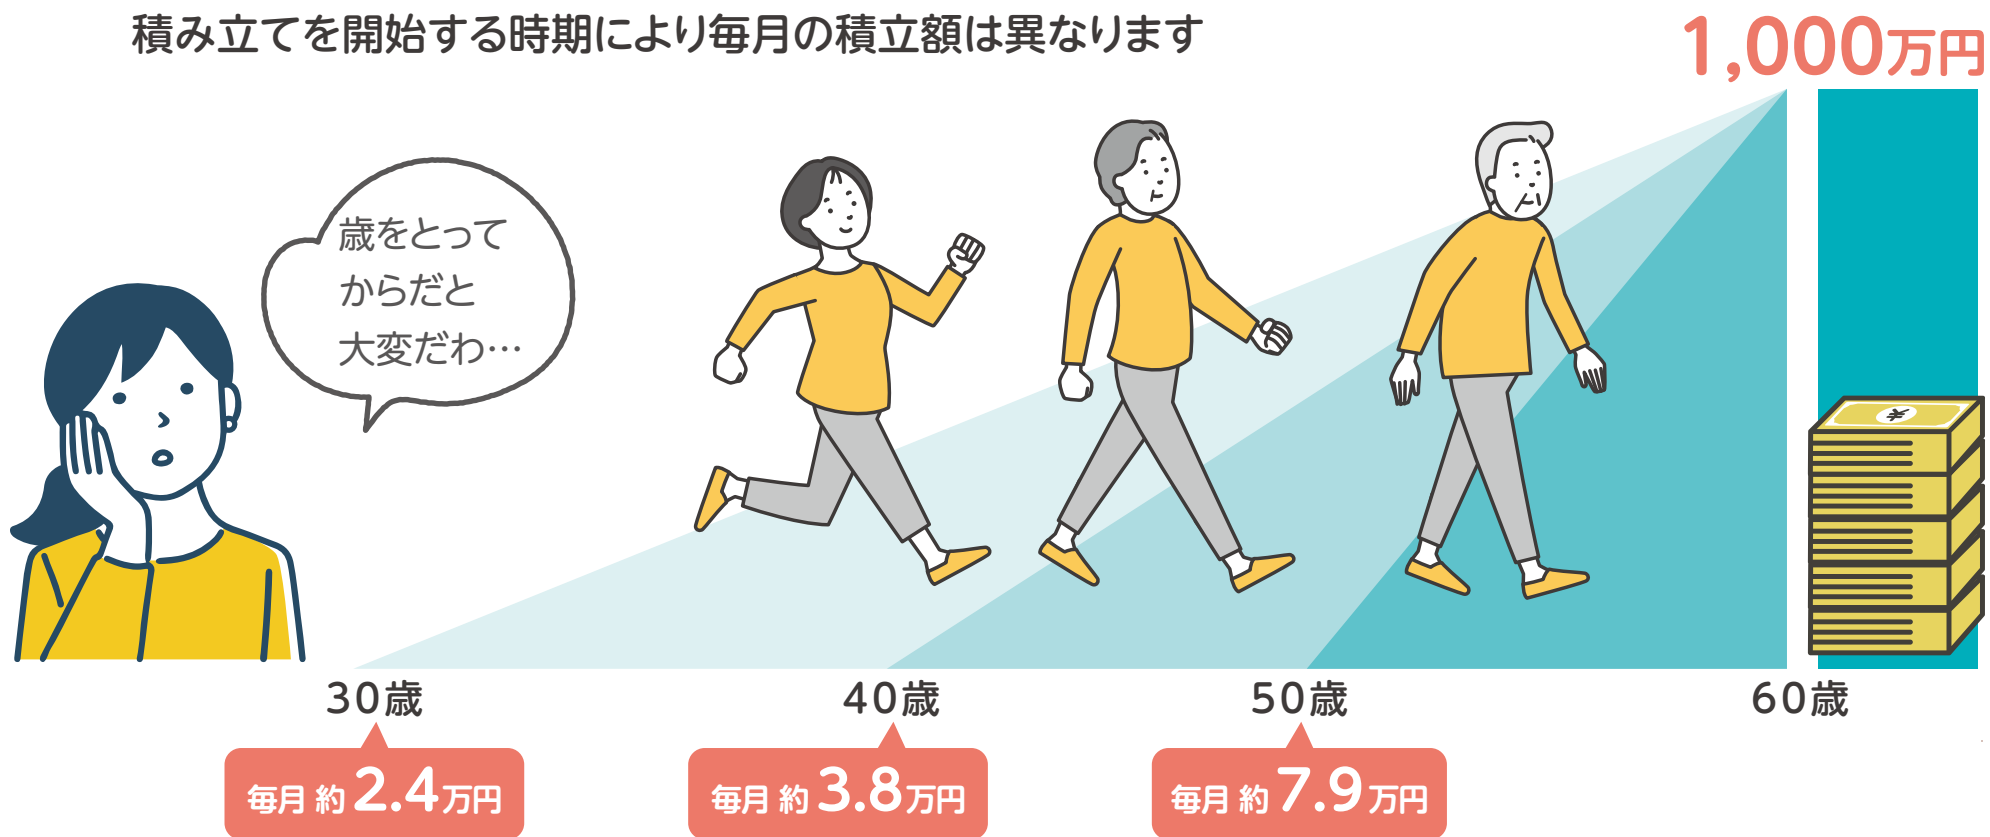 積み立てを開始する時期により毎月の積立額は異なります
1,000万円
歳をとって
からだと
大変だわ…
¥
30歳
40歳
50歳
60歳
毎月 約 2.4万円
毎月 約 3.8万円
毎月 約 7.9万円